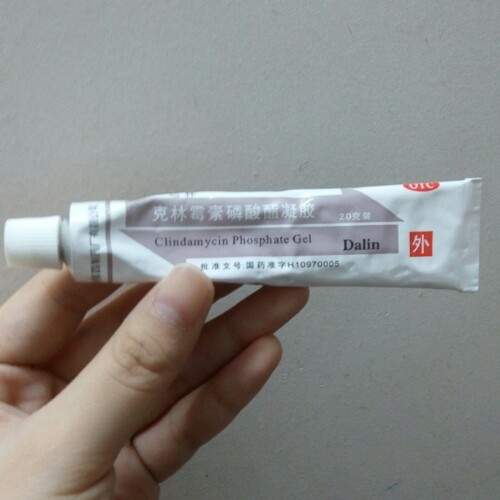 OTC
克林霉素磷酸酯凝胶
20克装
Clindamycin Phosphate Gel
Dalin
外
批准文号:国药准字H10970005